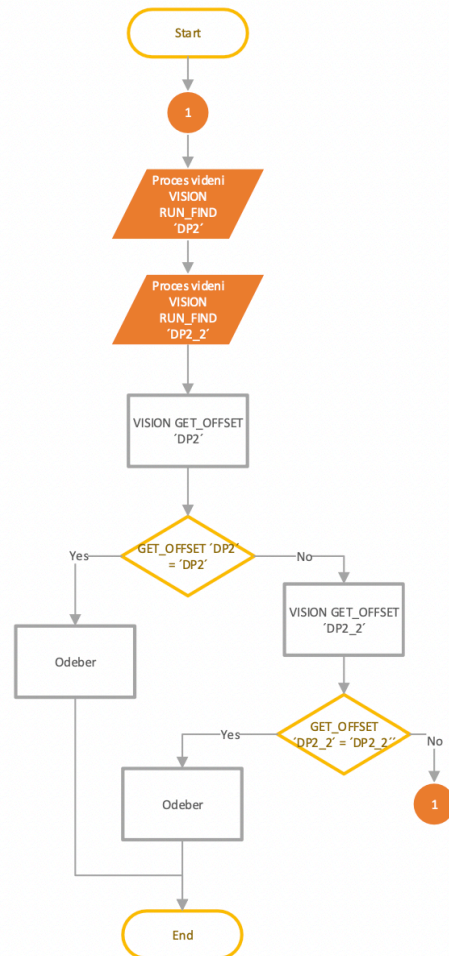 Start
1
Proces videni
VISION
RUN_FIND
´DP2´
Proces videni
VISION
RUN_FIND
´DP2_2´
VISION GET_OFFSET
´DP2´
GET_OFFSET ´DP2´
= ´DP2´
Yes
No
VISION GET_OFFSET
´DP2_2´
Odeber
GET_OFFSET
´DP2_2´ = ´DP2_2´´
Yes
No
Odeber
1
End